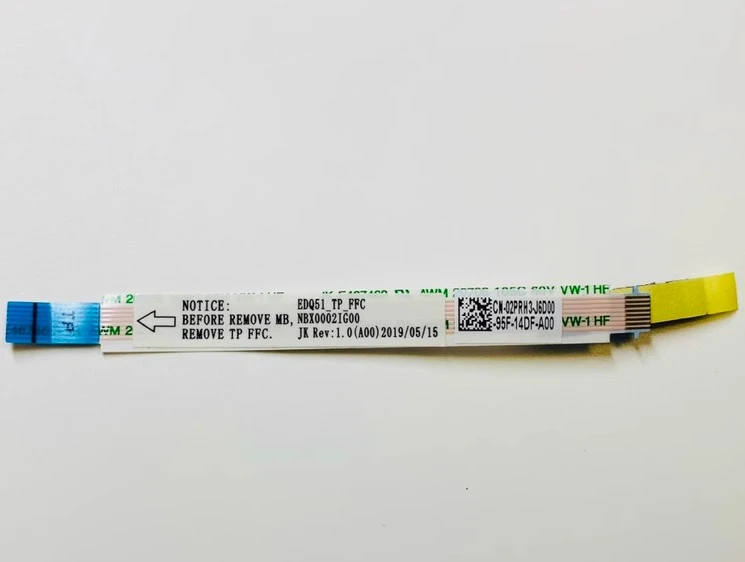 NOTICE:
BEFORE REMOVE MB,
REMOVE TP FFC.
EDQ51_TP_FFC
NBX0002IG00
JK Rev:1.0(A00)2019/05/15
CN-02PRH3-J6D00
-95F-14DF-A00
AWM
VW-1 HF
VW-1 HF
TP